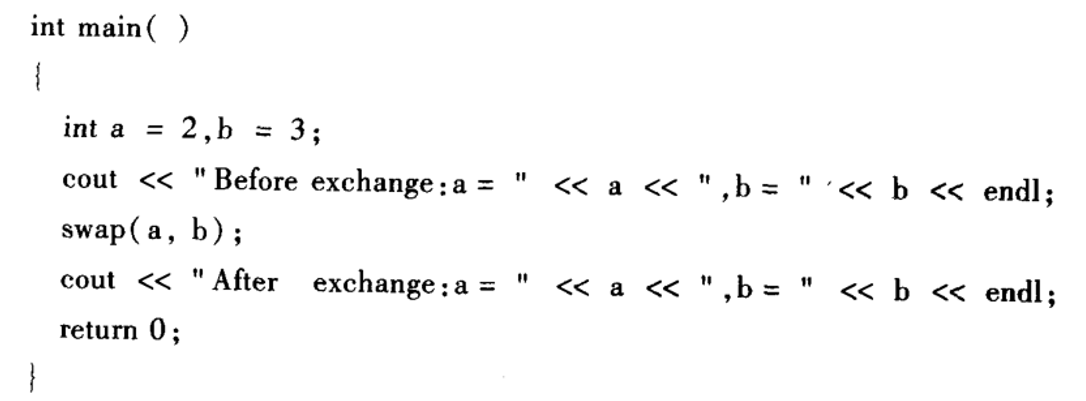 int main( )
{
int a = 2,b = 3;
cout << "Before exchange:a = " << a << ",b = " << b << endl;
swap(a, b);
cout << "After exchange:a = " << a << ",b = " << b << endl;
return 0;
}